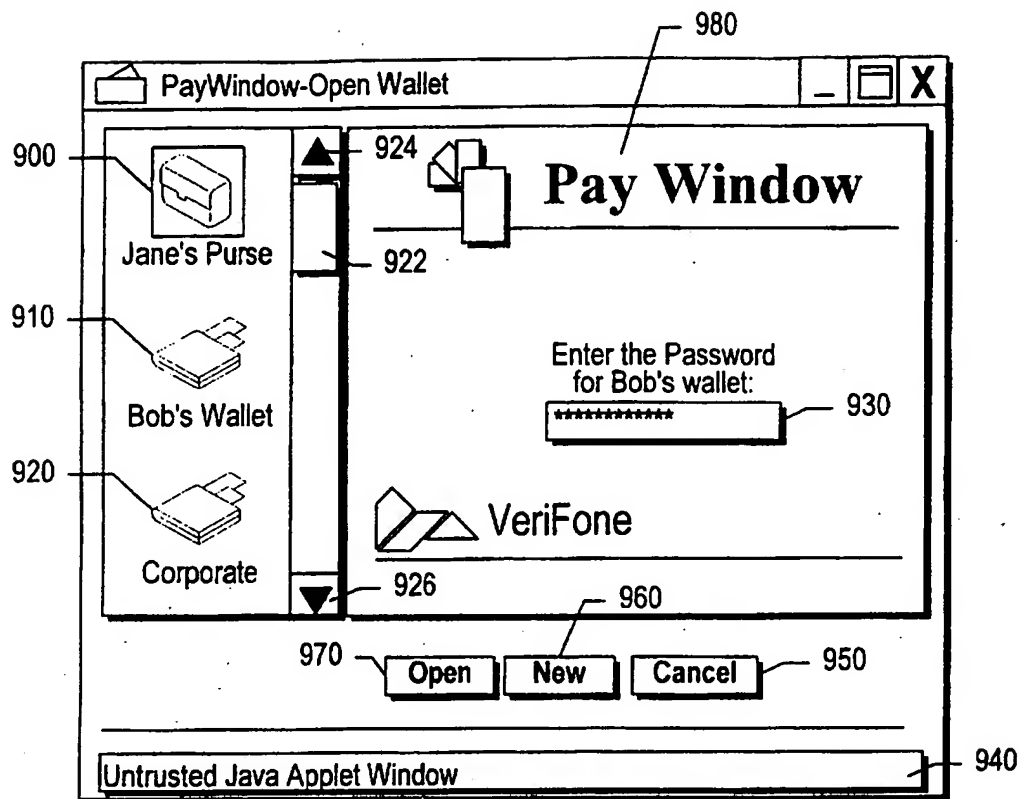 980
PayWindow-Open Wallet
X
900
924
Pay Window
Jane's Purse
922
910
Enter the Password
for Bob's wallet:
************
930
Bob's Wallet
920
VeriFone
Corporate
926
960
970
Open
New
Cancel
950
Untrusted Java Applet Window
940